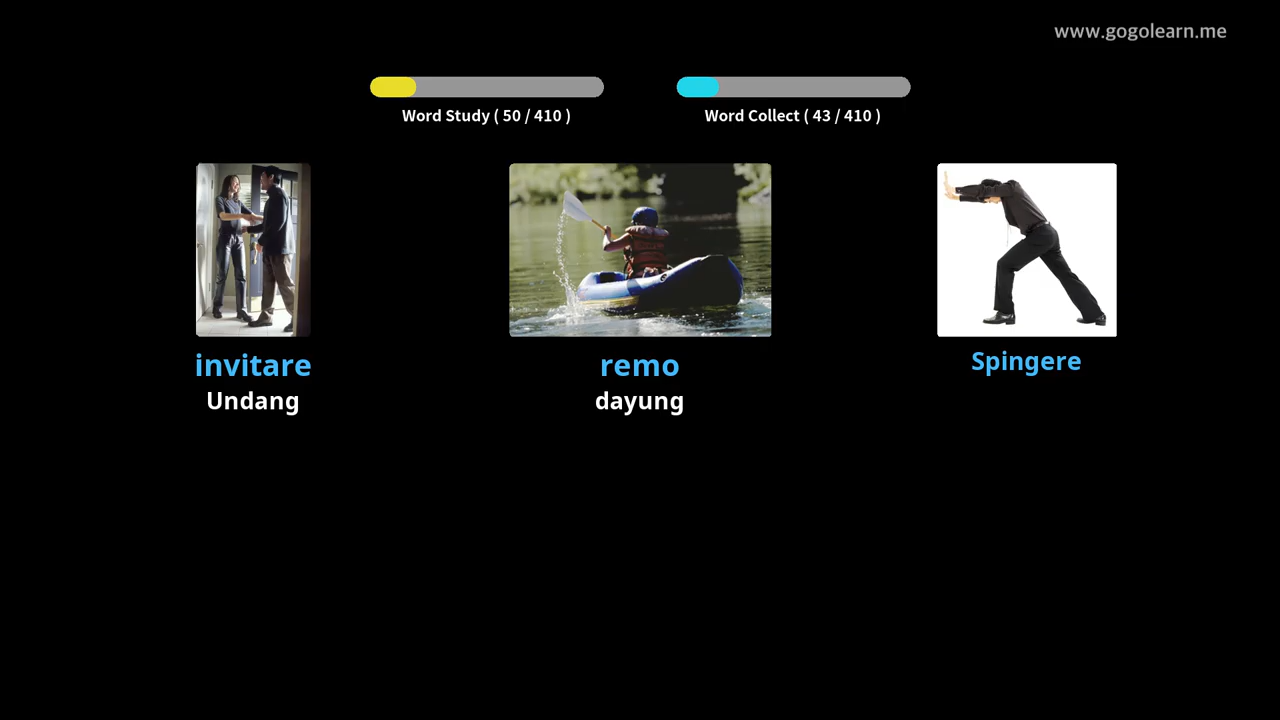 www.gogolearn.me
Word Study ( 50 / 410 )
Word Collect ( 43 / 410 )
invitare
Undang
remo
dayung
Spingere